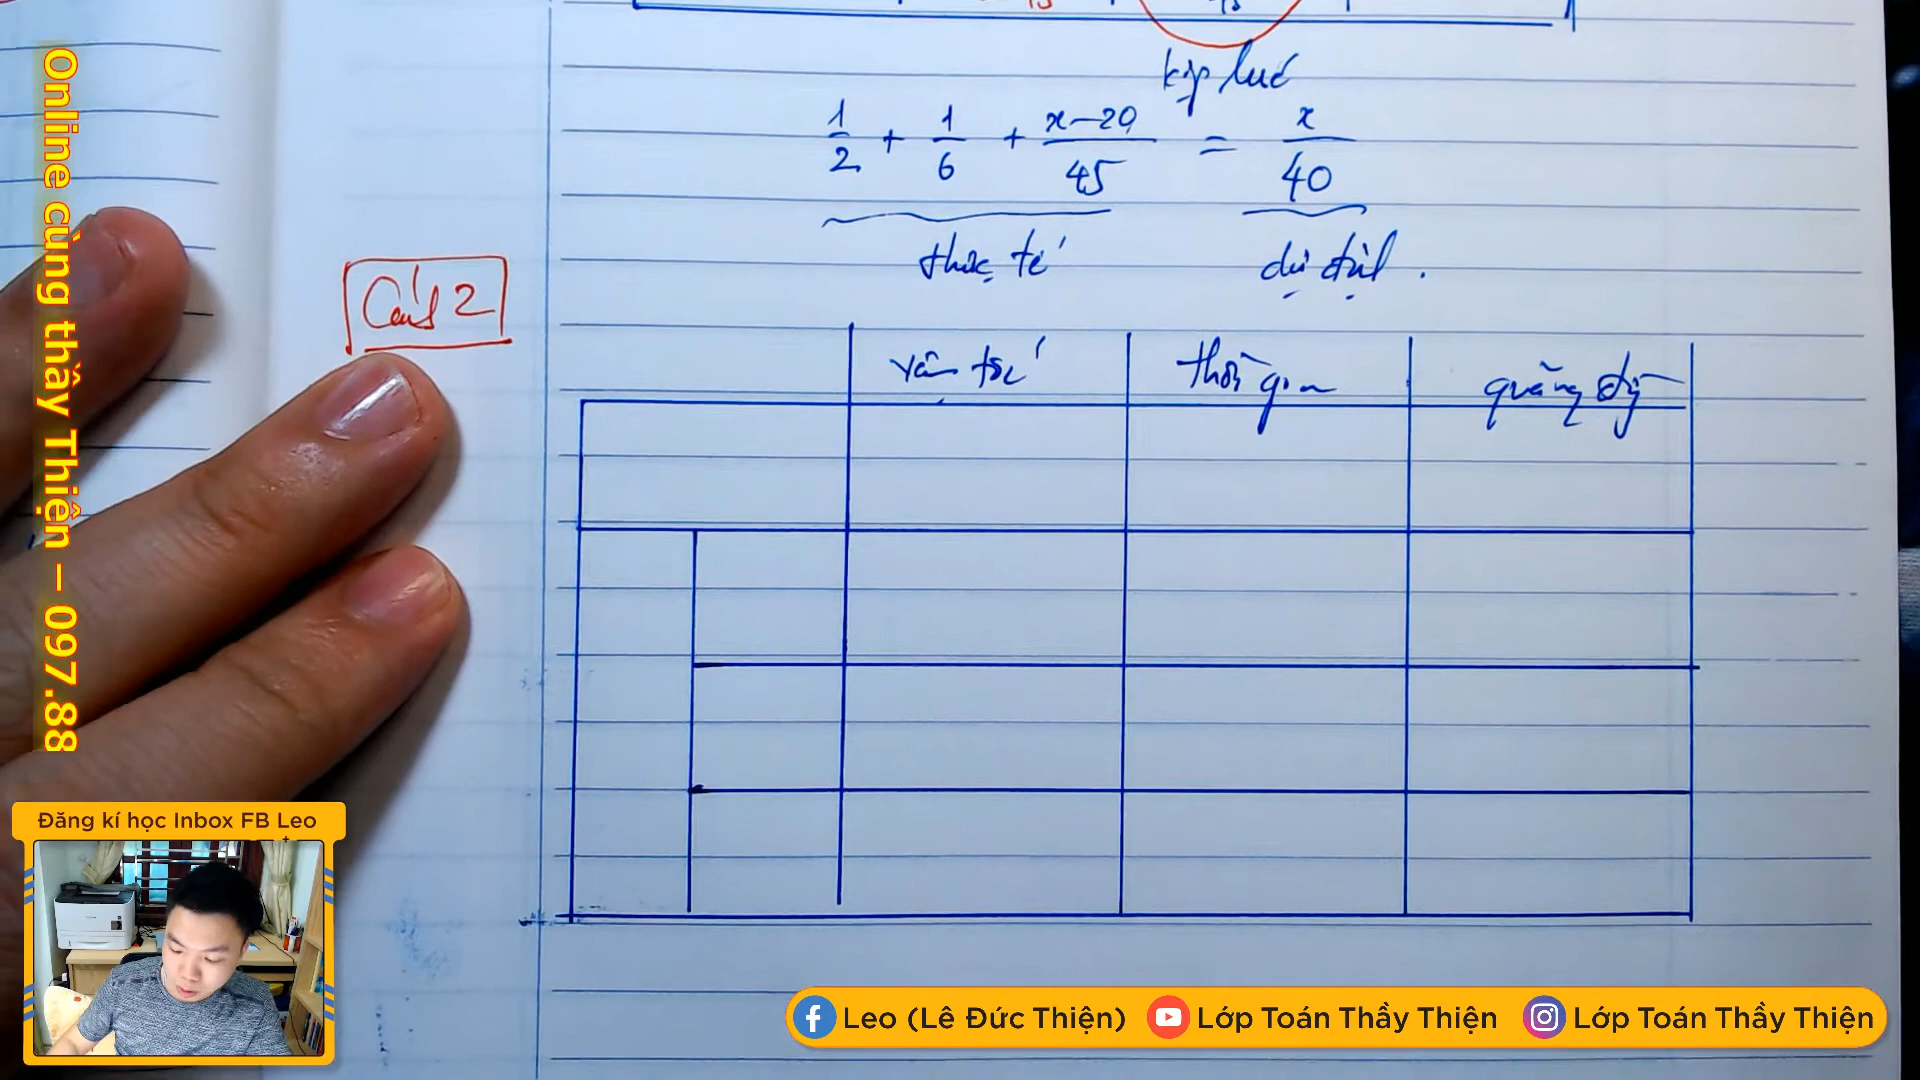 Online cùng thầy Thiện – 097.88
kịp lúc
1/2 + 1/6 + x-20/45 = x/40
thực tế
dự định.
Cách 2
vận tốc
thời gian
quãng đg
Đăng kí học Inbox FB Leo
Leo (Lê Đức Thiện)
Lớp Toán Thầy Thiện
Lớp Toán Thầy Thiện